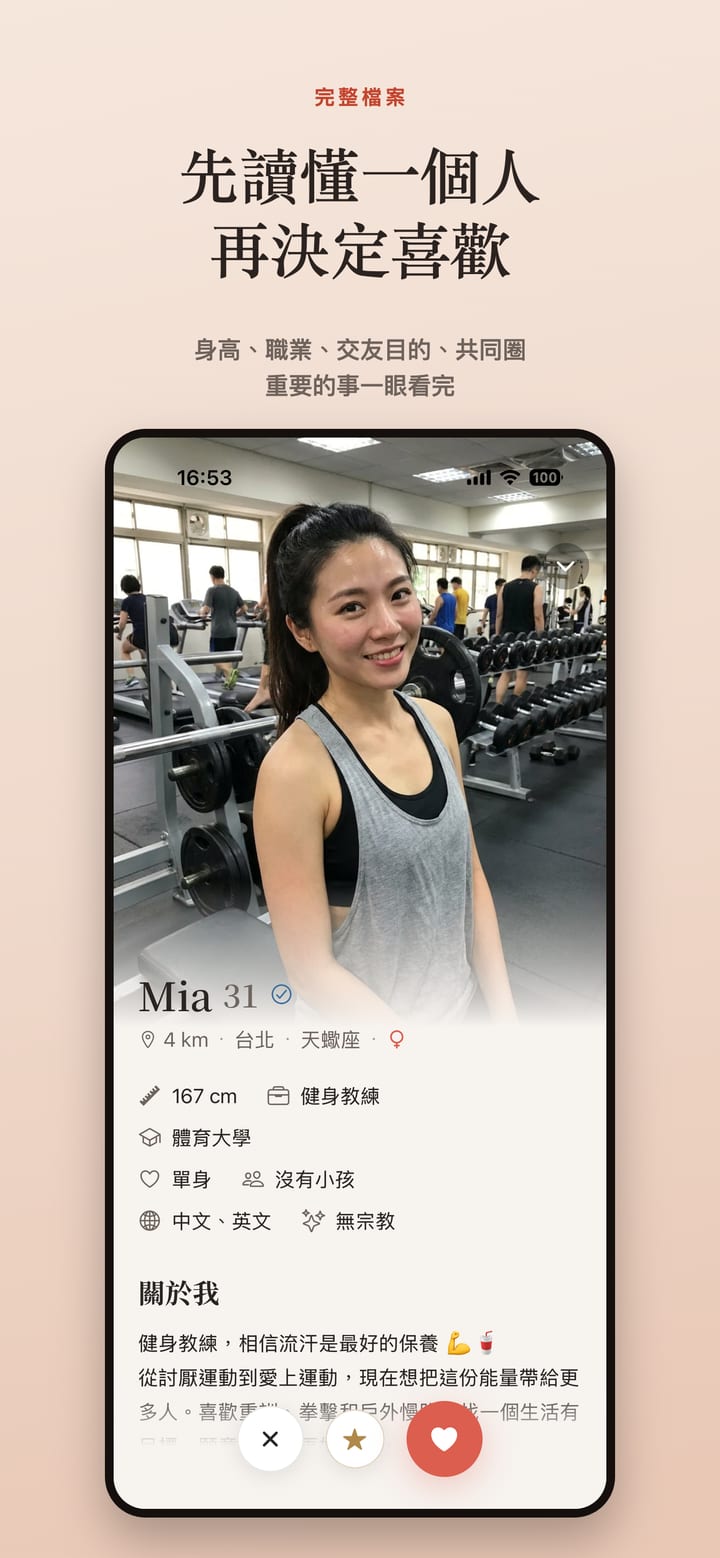 完整檔案
先讀懂一個人
再決定喜歡
身高、職業、交友目的、共同圈
重要的事一眼看完
16:53 100
Mia 31
4 km · 台北 · 天蠍座 · ♀
167 cm 健身教練
體育大學
單身 沒有小孩
中文、英文 無宗教
關於我
健身教練,相信流汗是最好的保養 💪🥤
從討厭運動到愛上運動,現在想把這份能量帶給更
多人。喜歡重訓、拳擊和戶外慢跑 找一個生活有